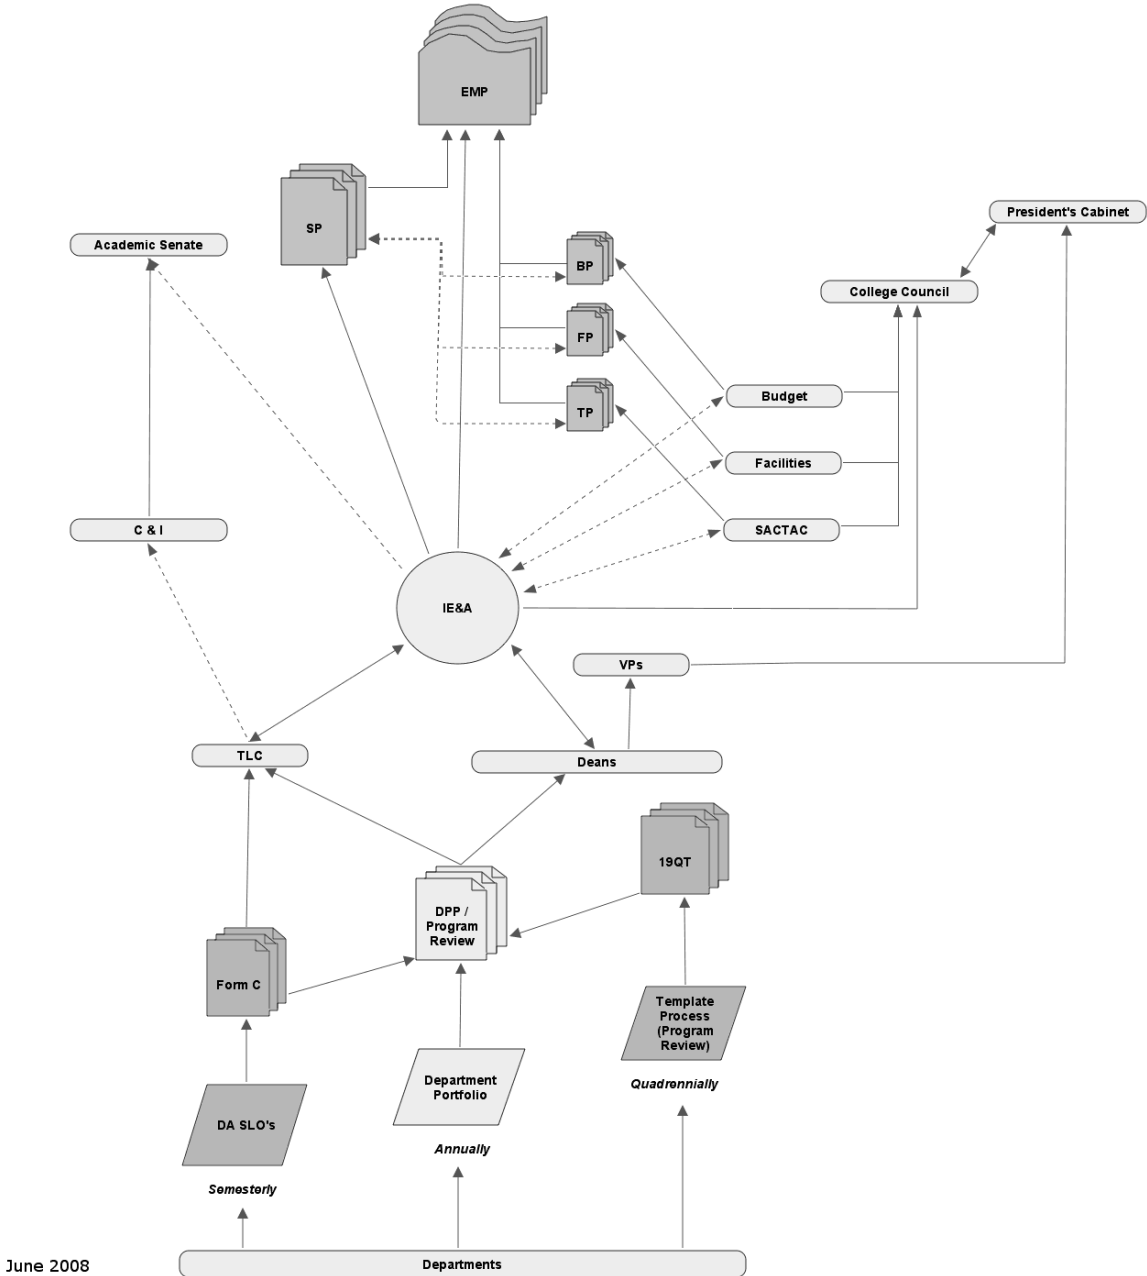 EMP
SP
President's Cabinet
Academic Senate
BP
College Council
FP
Budget
TP
Facilities
C & I
SACTAC
IE&A
VPs
TLC
Deans
19QT
DPP /
Program
Review
Form C
Template
Process
(Program
Review)
Department
Portfolio
Quadrennially
DA SLO's
Annually
Semesterly
Departments
June 2008